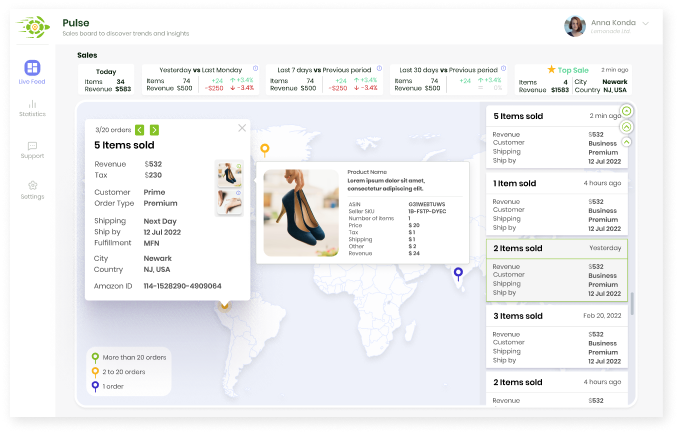 Pulse
Sales board to discover trends and insights
Anna Konda
Lemonade Ltd.
Live Feed
Statistics
Support
Settings
Sales
Today
Items 34
Revenue $583
Yesterday vs Last Monday
Items 74 +24 +3.4%
Revenue $500 -$250 -3.4%
Last 7 days vs Previous period
Items 74 +24 +3.4%
Revenue $500 -$250 -3.4%
Last 30 days vs Previous period
Items 74 +24 +3.4%
Revenue $500 = 0%
Top Sale 2 min ago
Items 4 City Newark
Revenue $1583 Country NJ, USA
3/20 orders
5 Items sold
Revenue $532
Tax $230
Customer Prime
Order Type Premium
Shipping Next Day
Ship by 12 Jul 2022
Fulfillment MFN
City Newark
Country NJ, USA
Amazon ID 114-1528290-4909064
Product Name
Lorem ipsum dolor sit amet,
consectetur adipiscing elit.
ASIN G31WEBTUWS
Seller SKU 1B-FSTP-EYEC
Number of items 1
Price $ 20
Tax $ 1
Shipping $ 1
Other $ 2
Revenue $ 24
More than 20 orders
2 to 20 orders
1 order
5 Items sold 2 min ago
Revenue $532
Customer Business
Shipping Premium
Ship by 12 Jul 2022
1 Item sold 4 hours ago
Revenue $532
Customer Business
Shipping Premium
Ship by 12 Jul 2022
2 Items sold Yesterday
Revenue $532
Customer Business
Shipping Premium
Ship by 12 Jul 2022
3 Items sold Feb 20, 2022
Revenue $532
Customer Business
Shipping Premium
Ship by 12 Jul 2022
2 Items sold 4 hours ago
Revenue $532